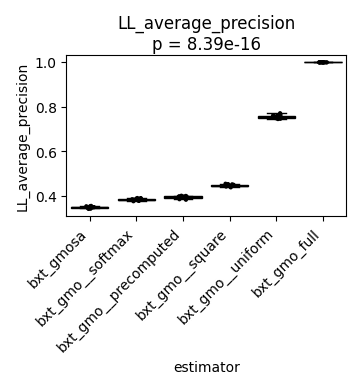 LL_average_precision
p = 8.39e-16
LL_average_precision
1.0
0.8
0.6
0.4
bxt_gmosa
bxt_gmo__softmax
bxt_gmo__precomputed
bxt_gmo__square
bxt_gmo__uniform
bxt_gmo_full
estimator